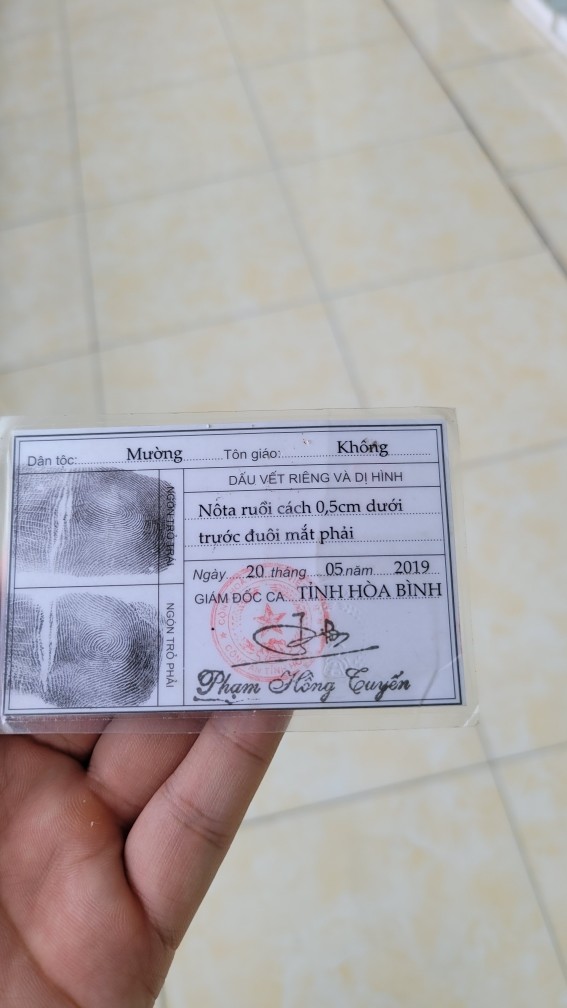 Dân tộc: Mường Tôn giáo: Không
DẤU VẾT RIÊNG VÀ DỊ HÌNH
Nôta ruồi cách 0,5cm dưới
trước đuôi mắt phải
NGÓN TRỎ TRÁI
Ngày 20 tháng 05 năm 2019
GIÁM ĐỐC CA TỈNH HÒA BÌNH
NGÓN TRỎ PHẢI
Phạm Hồng Tuyến